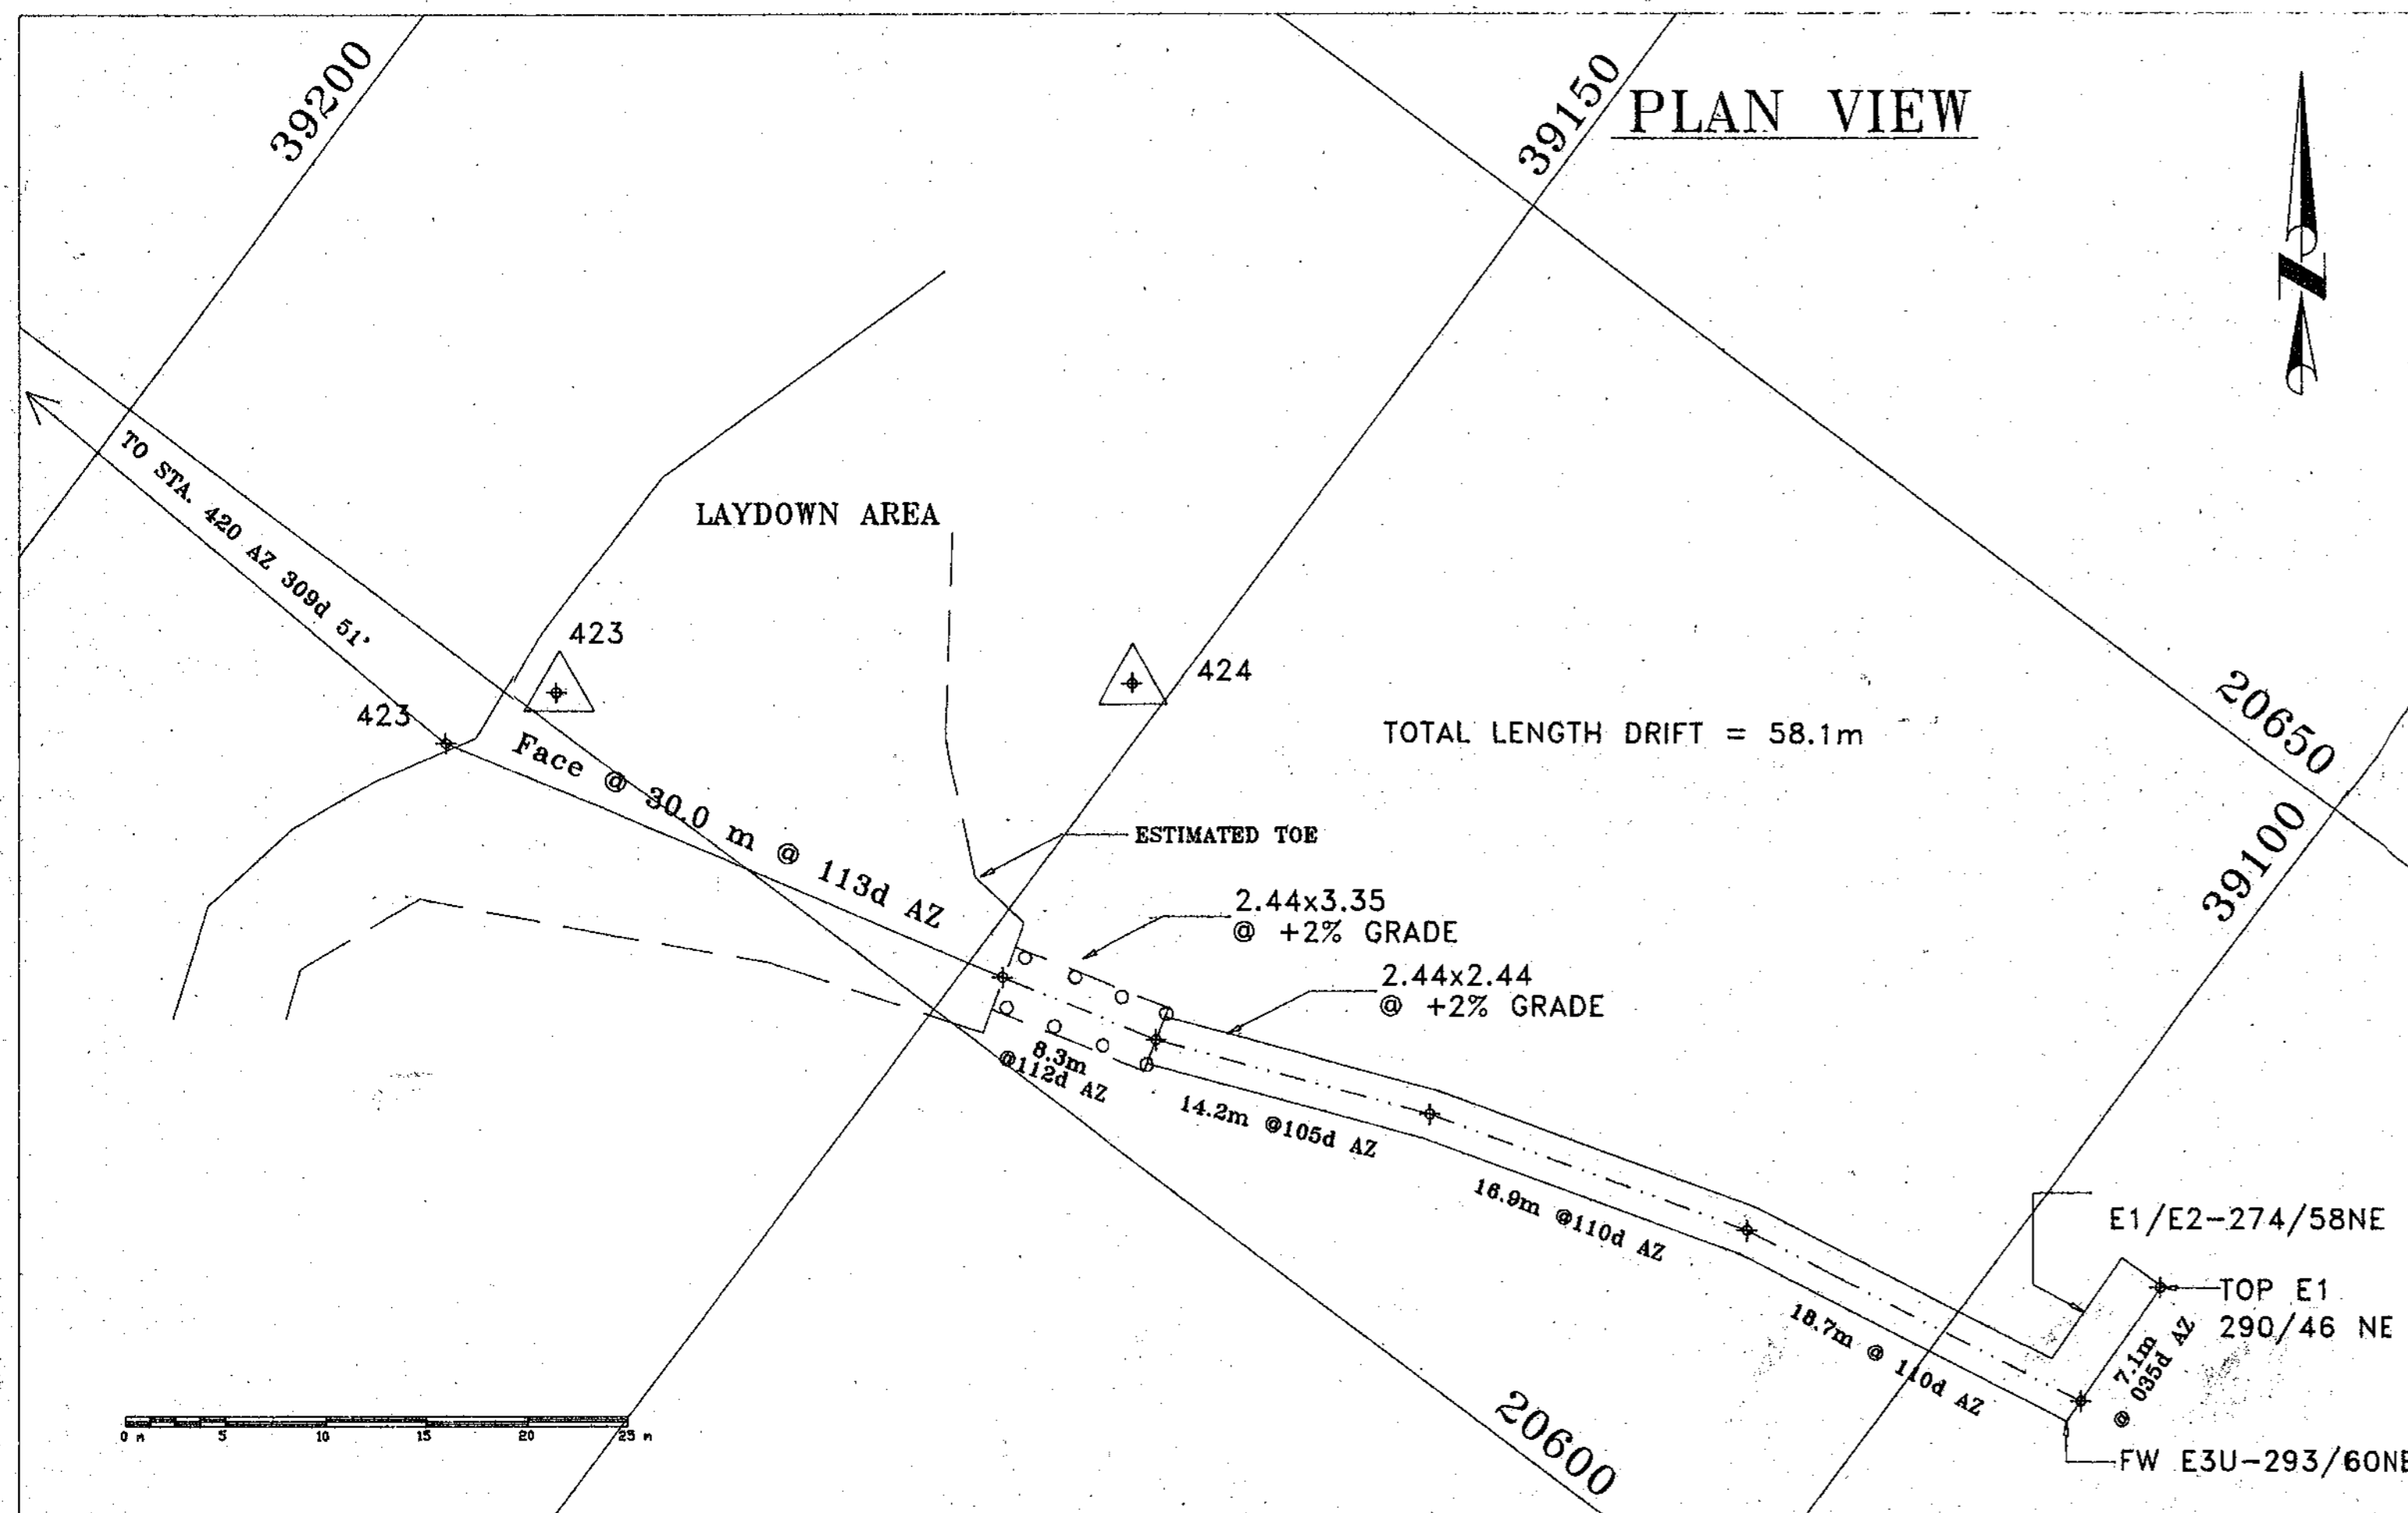 PLAN VIEW
39200
39150
N
TO STA. 420 AZ 309d 51'
LAYDOWN AREA
423
424
423
TOTAL LENGTH DRIFT = 58.1m
20650
Face @ 30.0 m @ 113d AZ
ESTIMATED TOE
39100
2.44x3.35
@ +2% GRADE
2.44x2.44
@ +2% GRADE
8.3m
@112d AZ
14.2m @105d AZ
16.9m @110d AZ
18.7m @ 110d AZ
E1/E2-274/58NE
TOP E1
290/46 NE
7.1m
@ 035d AZ
20600
FW E3U-293/60NE
0 m 5 10 15 20 25 m